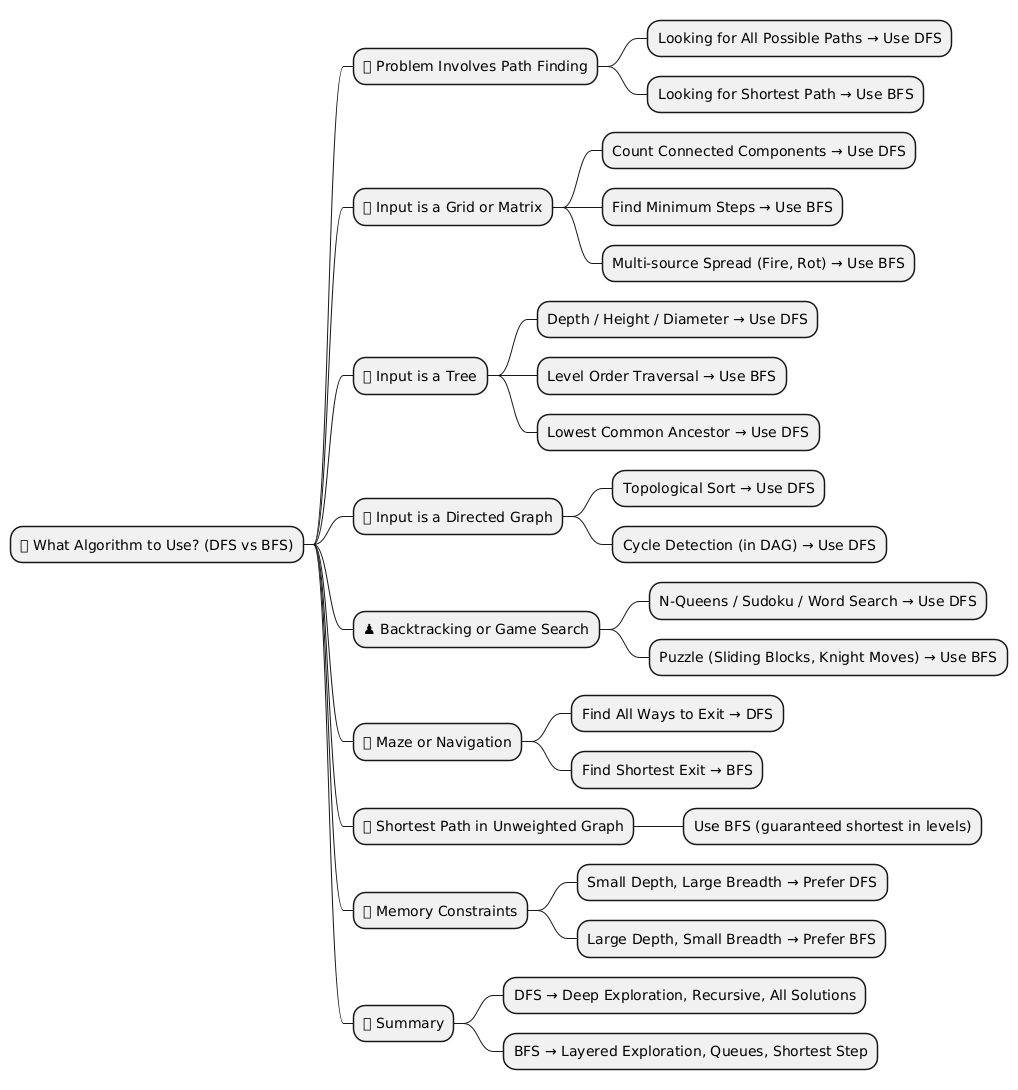 What Algorithm to Use? (DFS vs BFS)
Problem Involves Path Finding
Looking for All Possible Paths → Use DFS
Looking for Shortest Path → Use BFS
Input is a Grid or Matrix
Count Connected Components → Use DFS
Find Minimum Steps → Use BFS
Multi-source Spread (Fire, Rot) → Use BFS
Input is a Tree
Depth / Height / Diameter → Use DFS
Level Order Traversal → Use BFS
Lowest Common Ancestor → Use DFS
Input is a Directed Graph
Topological Sort → Use DFS
Cycle Detection (in DAG) → Use DFS
♟ Backtracking or Game Search
N-Queens / Sudoku / Word Search → Use DFS
Puzzle (Sliding Blocks, Knight Moves) → Use BFS
Maze or Navigation
Find All Ways to Exit → DFS
Find Shortest Exit → BFS
Shortest Path in Unweighted Graph
Use BFS (guaranteed shortest in levels)
Memory Constraints
Small Depth, Large Breadth → Prefer DFS
Large Depth, Small Breadth → Prefer BFS
Summary
DFS → Deep Exploration, Recursive, All Solutions
BFS → Layered Exploration, Queues, Shortest Step